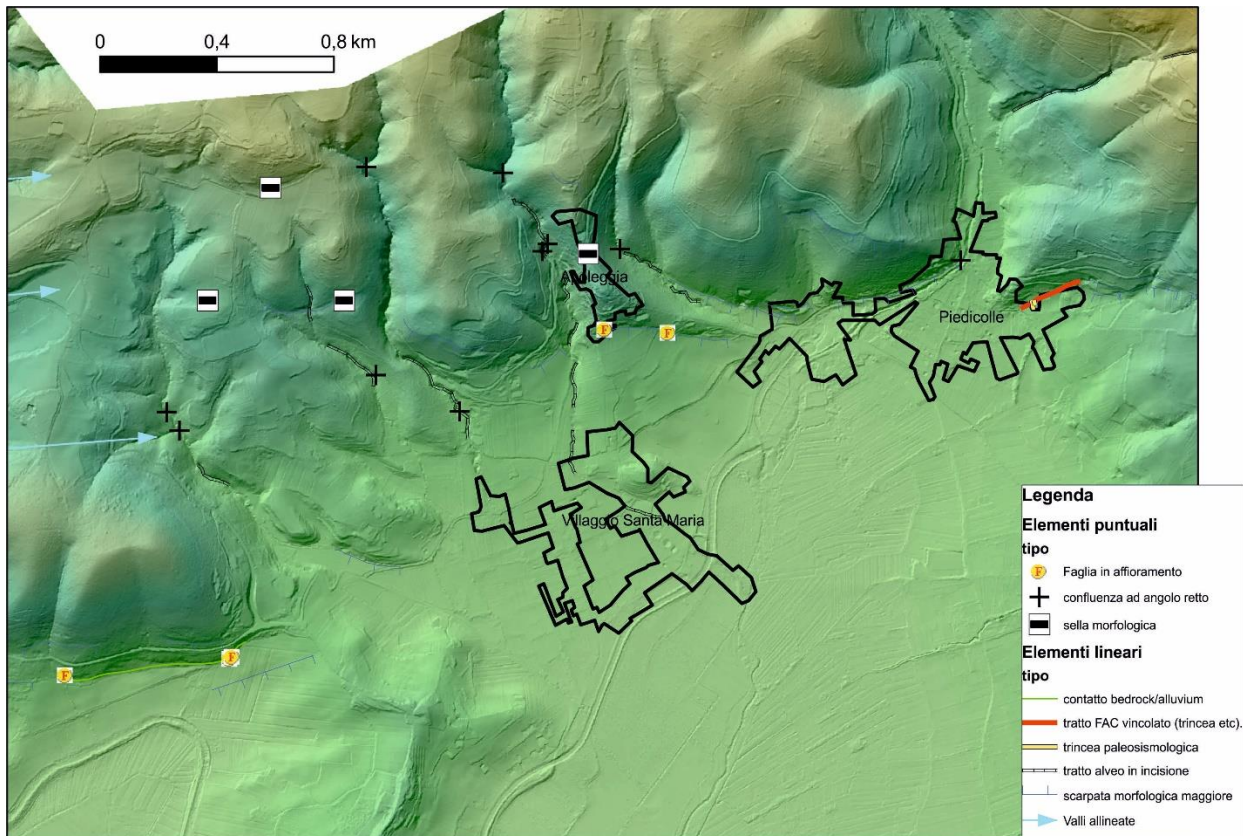 0 0,4 0,8 km
Apoleggia
Piedicolle
Villaggio Santa Maria
F
F
F
F
Legenda
Elementi puntuali
tipo
F Faglia in affioramento
confluenza ad angolo retto
sella morfologica
Elementi lineari
tipo
contatto bedrock/alluvium
tratto FAC vincolato (trincea etc).
trincea paleosismologica
tratto alveo in incisione
scarpata morfologica maggiore
Valli allineate